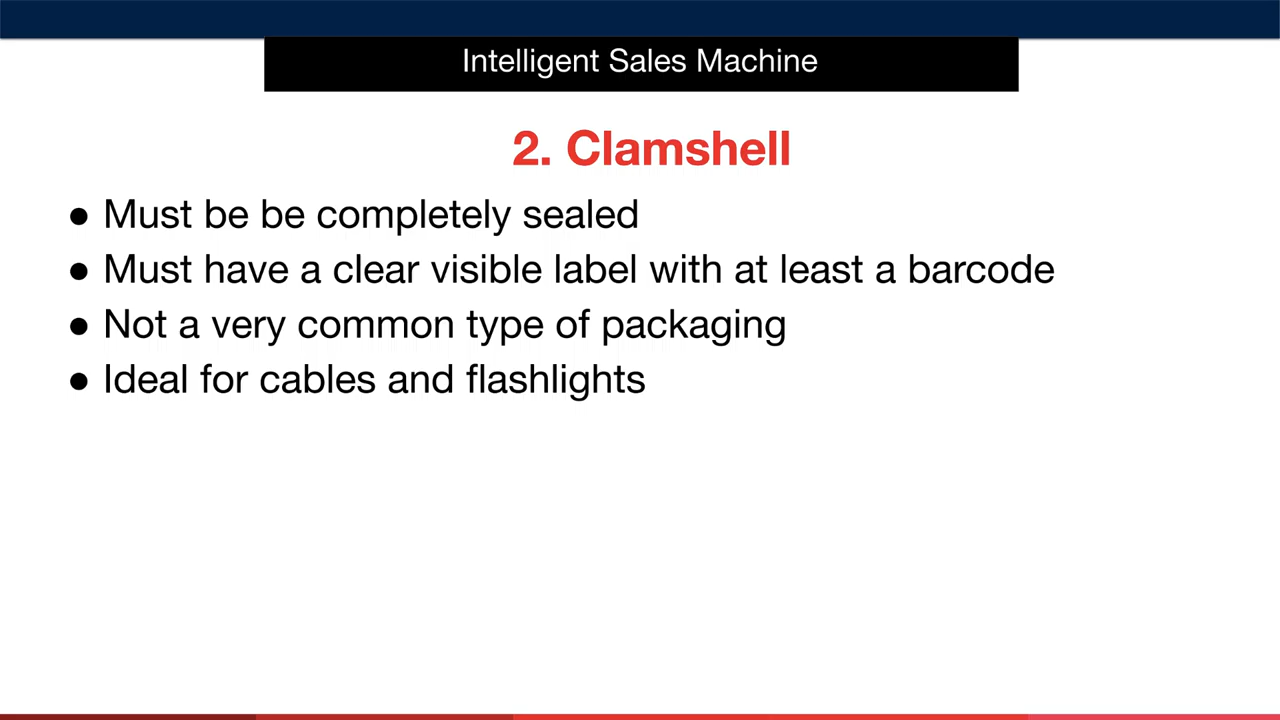 Intelligent Sales Machine
2. Clamshell
● Must be be completely sealed
● Must have a clear visible label with at least a barcode
● Not a very common type of packaging
● Ideal for cables and flashlights